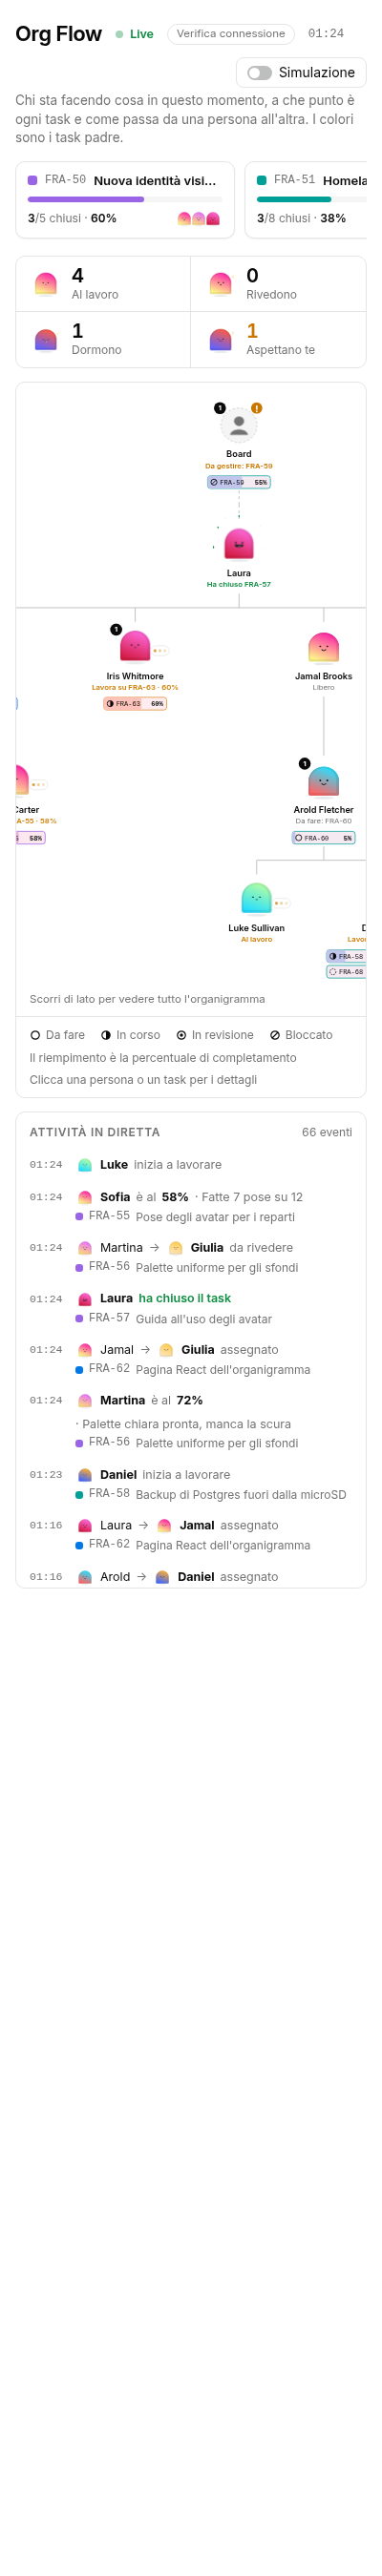 Org Flow
Live
Verifica connessione
01:24
Simulazione
Chi sta facendo cosa in questo momento, a che punto è
ogni task e come passa da una persona all'altra. I colori
sono i task padre.
FRA-50 Nuova identità visi...
3/5 chiusi · 60%
FRA-51 Homela
3/8 chiusi · 38%
4
Al lavoro
0
Rivedono
1
Dormono
1
Aspettano te
1
!
Board
Da gestire: FRA-59
FRA-59 55%
Laura
Ha chiuso FRA-57
1
Iris Whitmore
Lavora su FRA-63 · 60%
FRA-63 60%
Jamal Brooks
Libero
Carter
A-55 · 58%
58%
1
Arold Fletcher
Da fare: FRA-60
FRA-60 5%
Luke Sullivan
Al lavoro
D
Lavo
FRA-58
FRA-68
Scorri di lato per vedere tutto l'organigramma
Da fare
In corso
In revisione
Bloccato
Il riempimento è la percentuale di completamento
Clicca una persona o un task per i dettagli
ATTIVITÀ IN DIRETTA
66 eventi
01:24 Luke inizia a lavorare
01:24 Sofia è al 58% · Fatte 7 pose su 12
FRA-55 Pose degli avatar per i reparti
01:24 Martina → Giulia da rivedere
FRA-56 Palette uniforme per gli sfondi
01:24 Laura ha chiuso il task
FRA-57 Guida all'uso degli avatar
01:24 Jamal → Giulia assegnato
FRA-62 Pagina React dell'organigramma
01:24 Martina è al 72%
· Palette chiara pronta, manca la scura
FRA-56 Palette uniforme per gli sfondi
01:23 Daniel inizia a lavorare
FRA-58 Backup di Postgres fuori dalla microSD
01:16 Laura → Jamal assegnato
FRA-62 Pagina React dell'organigramma
01:16 Arold → Daniel assegnato